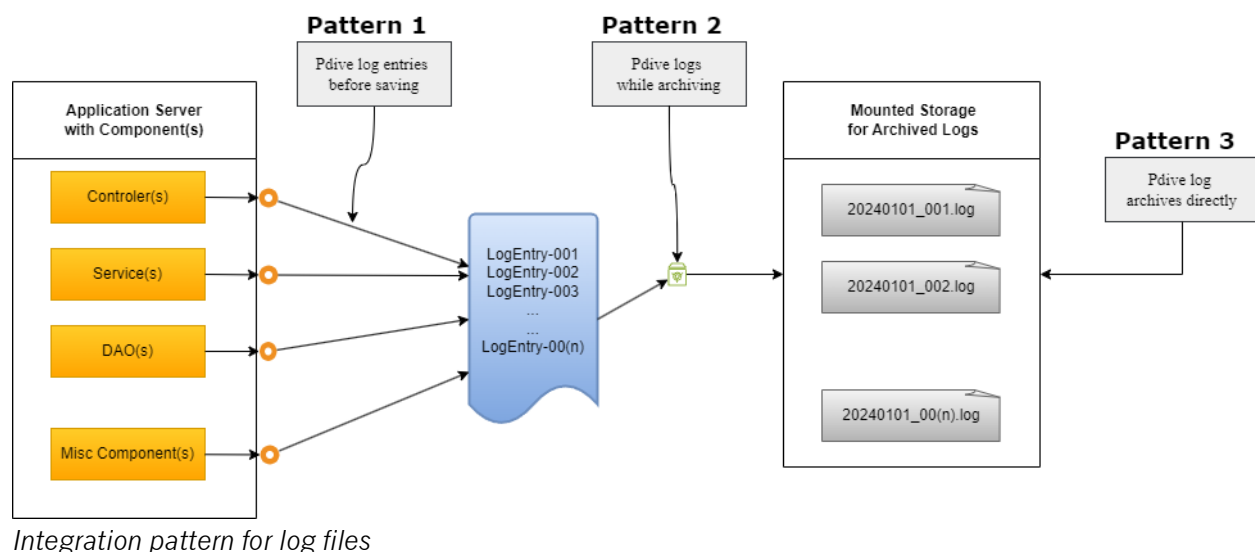 Pattern 1
Pdive log entries
before saving
Pattern 2
Pdive logs
while archiving
Application Server
with Component(s)
Controler(s)
Service(s)
DAO(s)
Misc Component(s)
LogEntry-001
LogEntry-002
LogEntry-003
...
...
LogEntry-00(n)
Mounted Storage
for Archived Logs
20240101_001.log
20240101_002.log
20240101_00(n).log
Pattern 3
Pdive log
archives directly
Integration pattern for log files